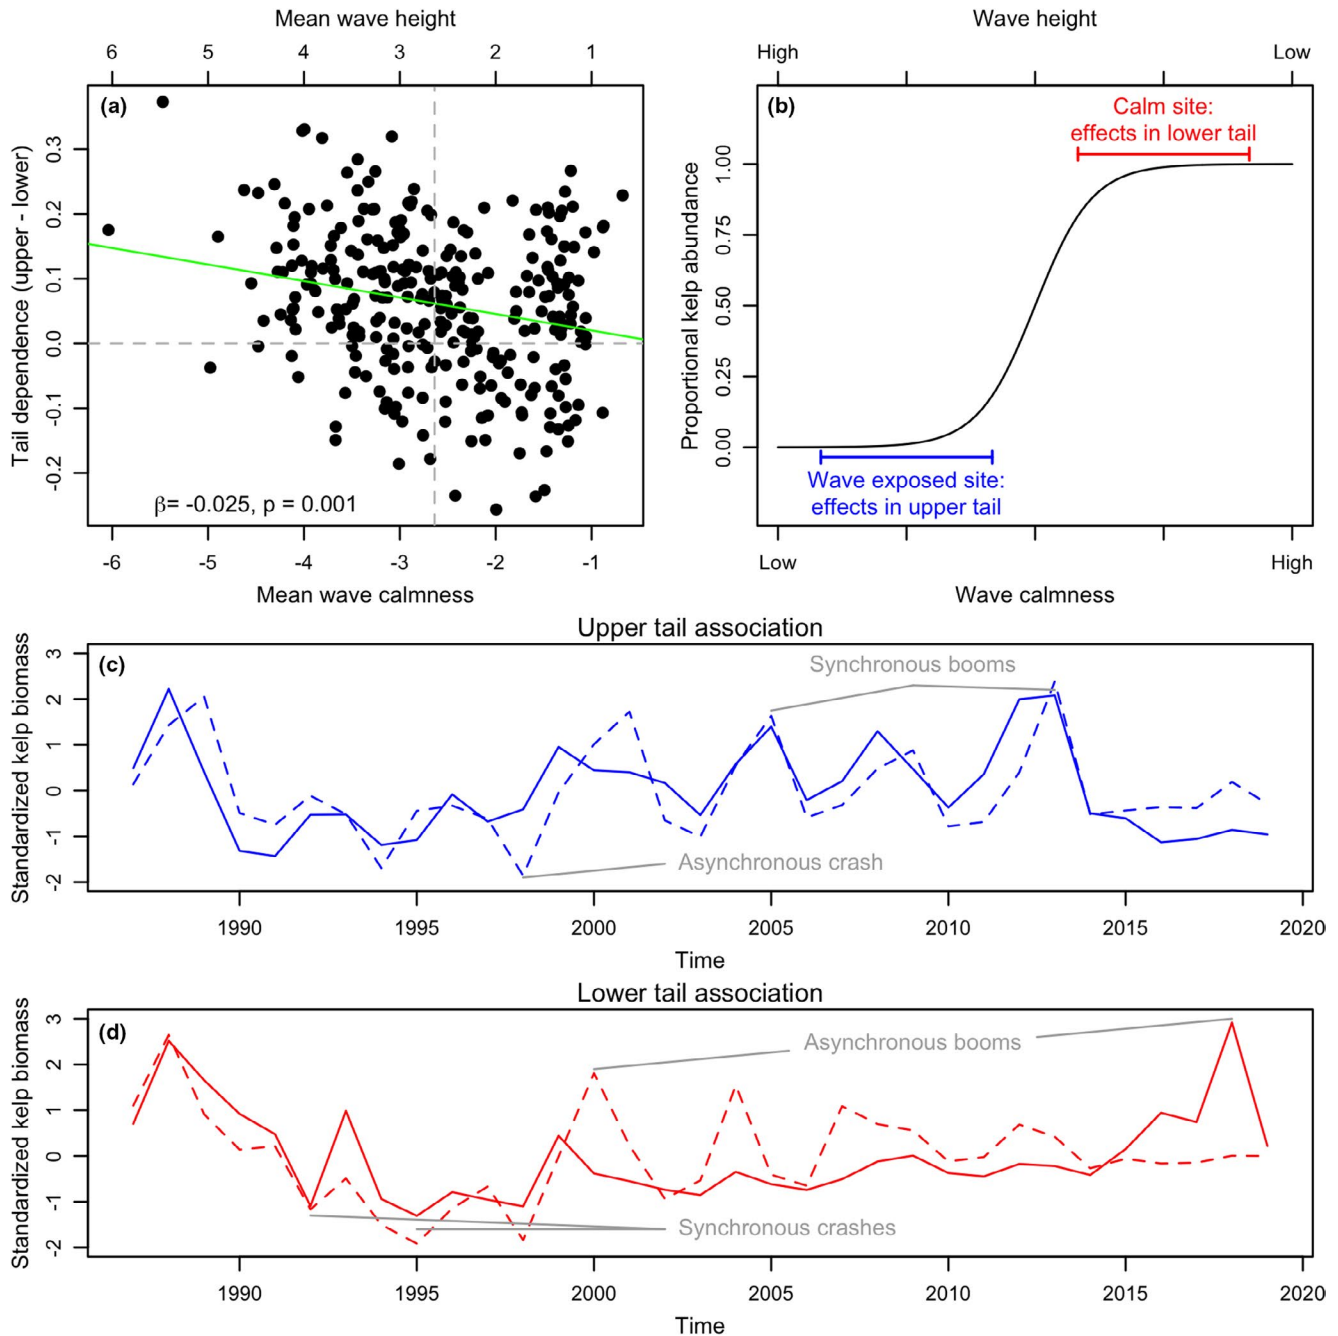 Mean wave height
6 5 4 3 2 1
(a)
Tail dependence (upper - lower)
0.3
0.2
0.1
0.0
-0.1
-0.2
β= -0.025, p = 0.001
-6 -5 -4 -3 -2 -1
Mean wave calmness
Wave height
High Low
(b)
Calm site:
effects in lower tail
Proportional kelp abundance
1.00
0.75
0.50
0.25
0.00
Wave exposed site:
effects in upper tail
Low High
Wave calmness
Upper tail association
(c)
Standardized kelp biomass
3
2
1
0
-1
-2
Synchronous booms
Asynchronous crash
1990 1995 2000 2005 2010 2015 2020
Time
Lower tail association
(d)
Standardized kelp biomass
3
2
1
0
-1
-2
Asynchronous booms
Synchronous crashes
1990 1995 2000 2005 2010 2015 2020
Time